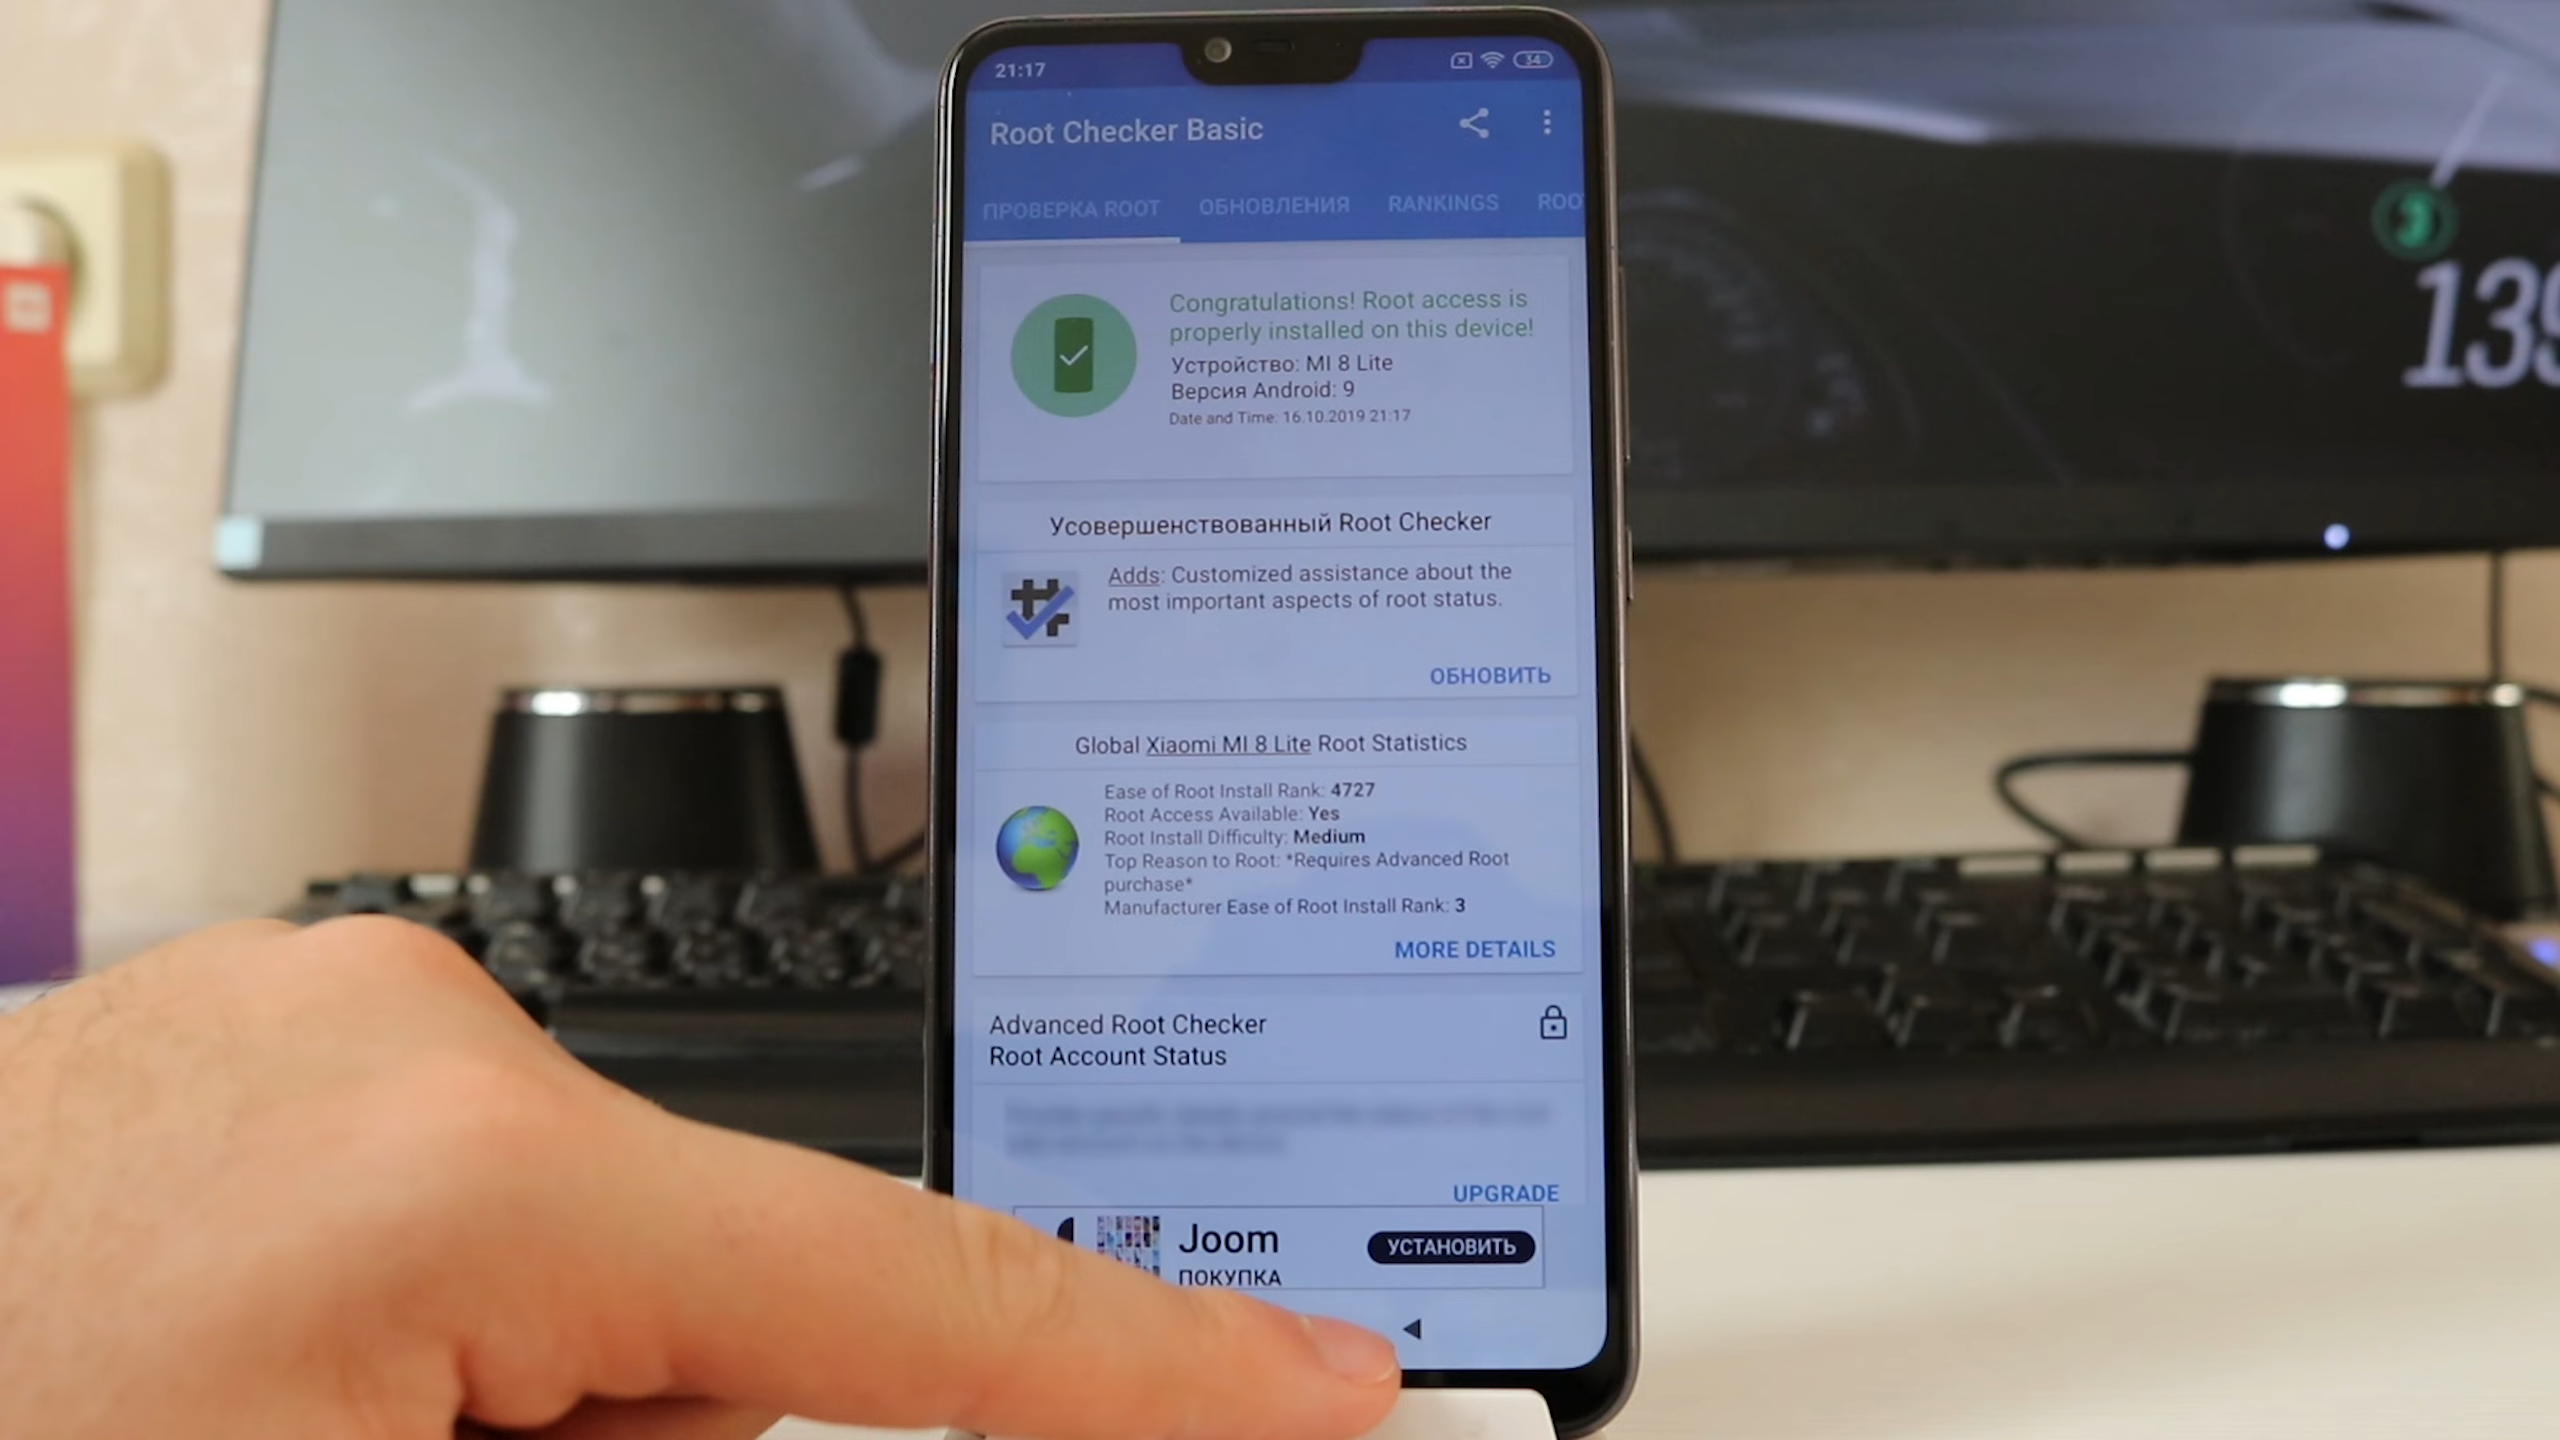 21:17
34
Root Checker Basic
ПРОВЕРКА ROOT ОБНОВЛЕНИЯ RANKINGS ROO
Congratulations! Root access is
properly installed on this device!
Устройство: MI 8 Lite
Версия Android: 9
Date and Time: 16.10.2019 21:17
Усовершенствованный Root Checker
Adds: Customized assistance about the
most important aspects of root status.
ОБНОВИТЬ
Global Xiaomi MI 8 Lite Root Statistics
Ease of Root Install Rank: 4727
Root Access Available: Yes
Root Install Difficulty: Medium
Top Reason to Root: *Requires Advanced Root
purchase*
Manufacturer Ease of Root Install Rank: 3
MORE DETAILS
Advanced Root Checker
Root Account Status
UPGRADE
Joom
ПОКУПКА
УСТАНОВИТЬ
3
139